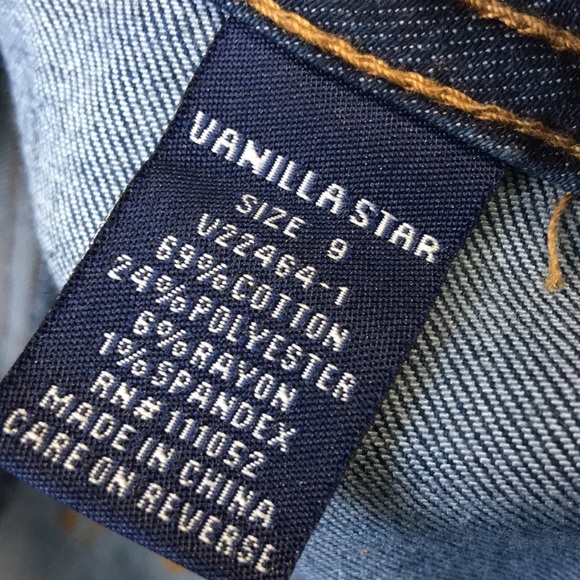 VANILLA STAR
SIZE 9
V22464-1
69% COTTON
24% POLYESTER
6% RAYON
1% SPANDEX
RN# 111052
MADE IN CHINA
CARE ON REVERSE